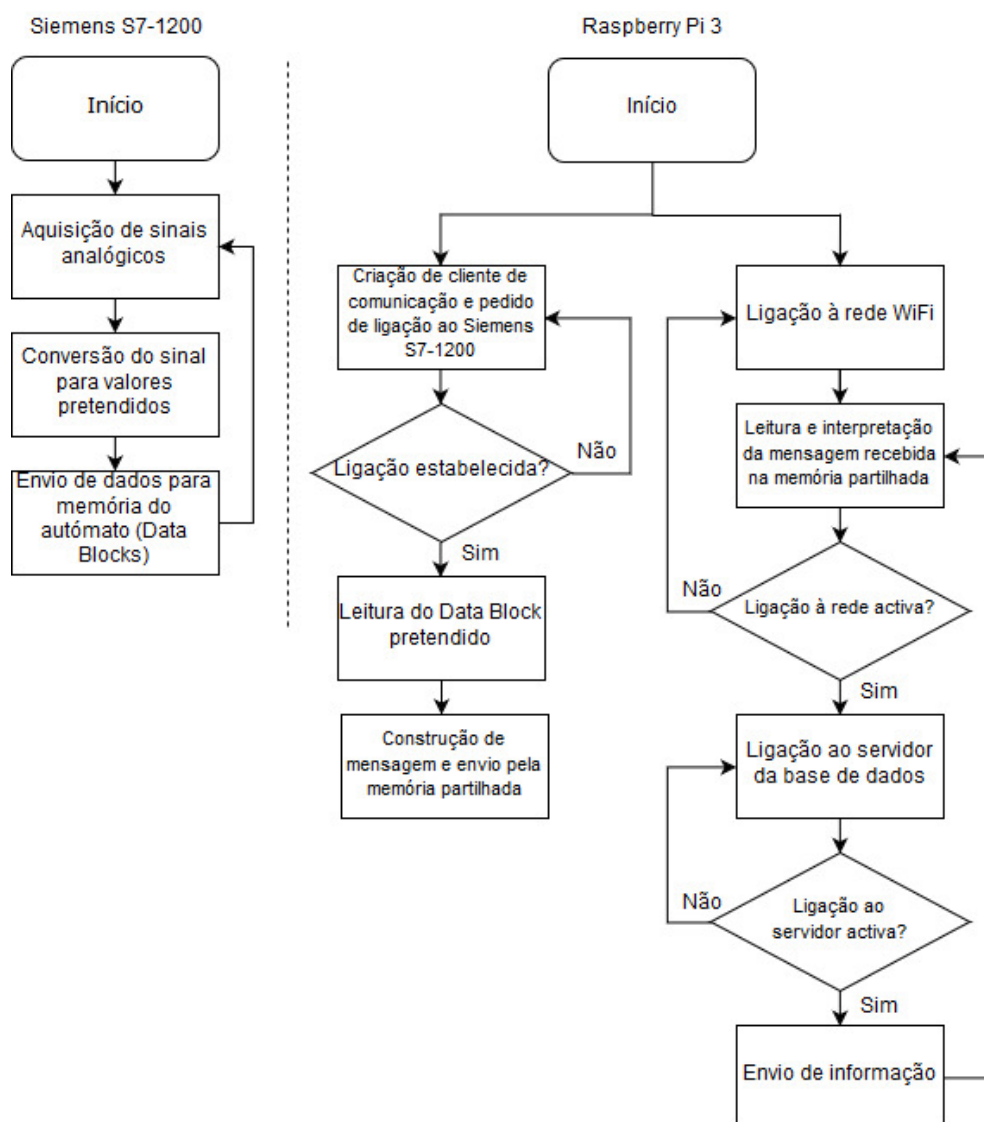 Siemens S7-1200
Início
Aquisição de sinais
analógicos
Conversão do sinal
para valores
pretendidos
Envio de dados para
memória do
autómato (Data
Blocks)
Raspberry Pi 3
Início
Criação de cliente de
comunicação e pedido
de ligação ao Siemens
S7-1200
Ligação estabelecida?
Não
Sim
Leitura do Data Block
pretendido
Construção de
mensagem e envio pela
memória partilhada
Ligação à rede WiFi
Leitura e interpretação
da mensagem recebida
na memória partilhada
Não
Ligação à rede activa?
Sim
Ligação ao servidor
da base de dados
Não
Ligação ao
servidor activa?
Sim
Envio de informação